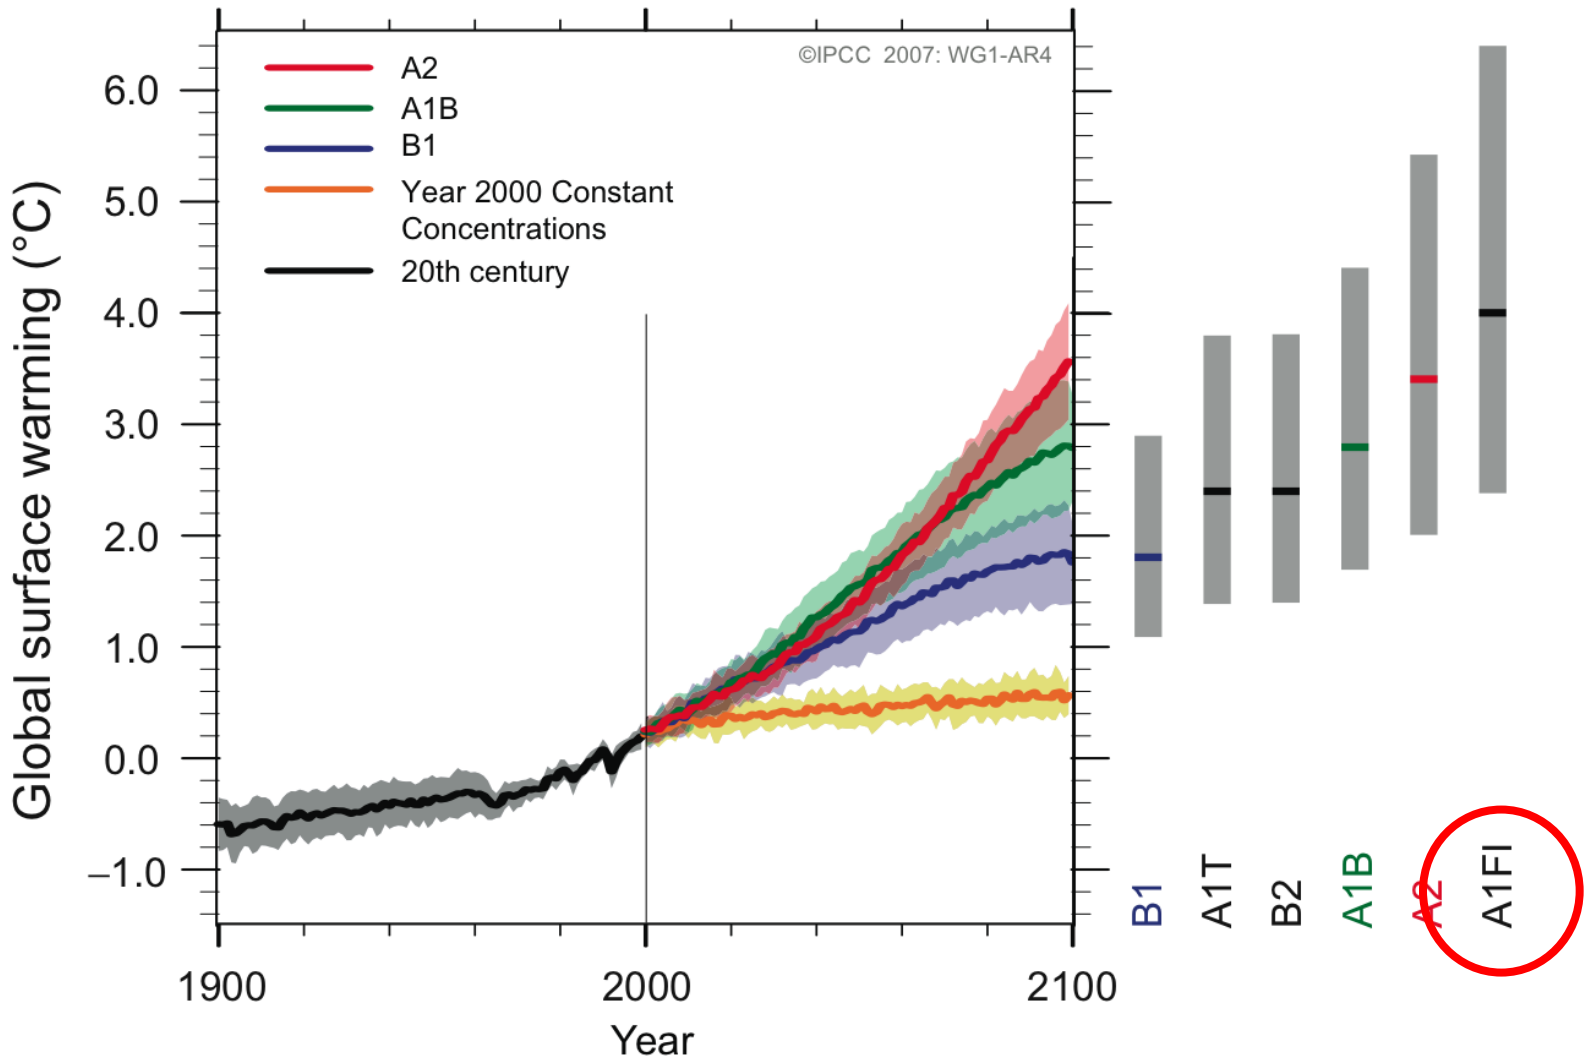 ©IPCC 2007: WG1-AR4
A2
A1B
B1
Year 2000 Constant
Concentrations
20th century
Global surface warming (°C)
6.0
5.0
4.0
3.0
2.0
1.0
0.0
–1.0
1900
2000
2100
Year
B1
A1T
B2
A1B
A2
A1FI